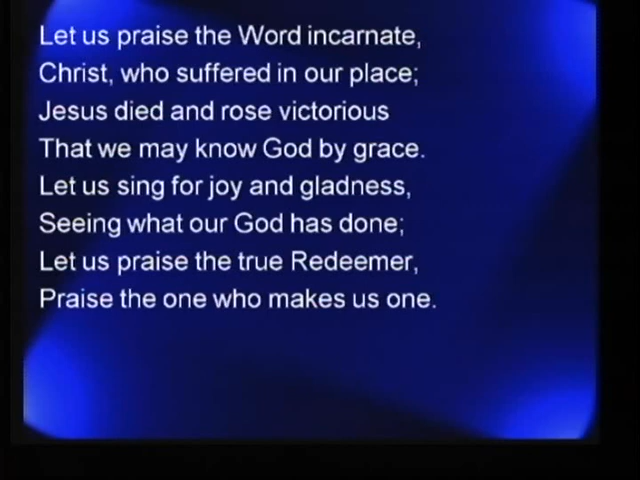 Let us praise the Word incarnate,
Christ, who suffered in our place;
Jesus died and rose victorious
That we may know God by grace.
Let us sing for joy and gladness,
Seeing what our God has done;
Let us praise the true Redeemer,
Praise the one who makes us one.